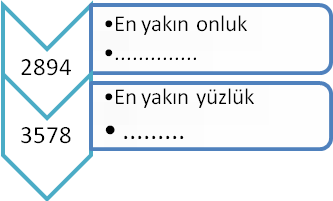 2894
•En yakın onluk
•..............
3578
•En yakın yüzlük
• .........